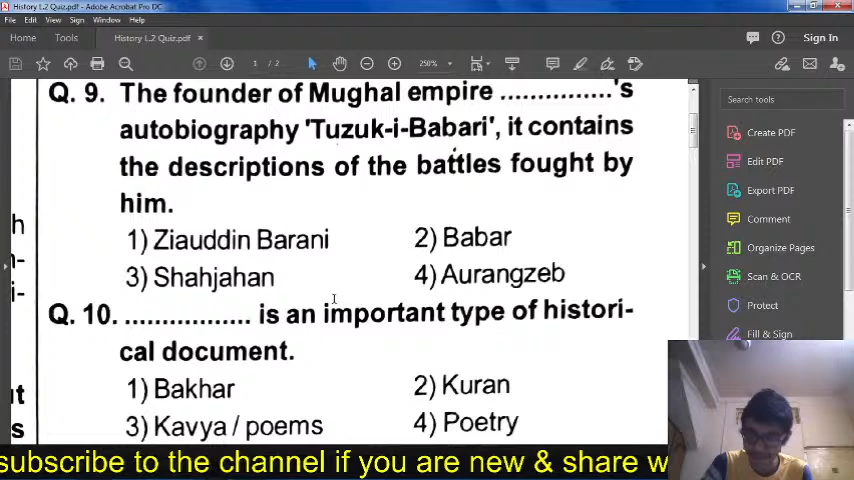 History L.2 Quiz.pdf - Adobe Acrobat Pro DC
File Edit View Sign Window Help
Home Tools History L.2 Quiz.pdf × Sign In
1 / 2 250%
Q. 9. The founder of Mughal empire ...............'s
autobiography 'Tuzuk-i-Babari', it contains
the descriptions of the battles fought by
him.
1) Ziauddin Barani 2) Babar
3) Shahjahan 4) Aurangzeb
Q. 10. ................. is an important type of histori-
cal document.
1) Bakhar 2) Kuran
3) Kavya / poems 4) Poetry
h
n-
i-
ut
s
Search tools
Create PDF
Edit PDF
Export PDF
Comment
Organize Pages
Scan & OCR
Protect
Fill & Sign
subscribe to the channel if you are new & share w